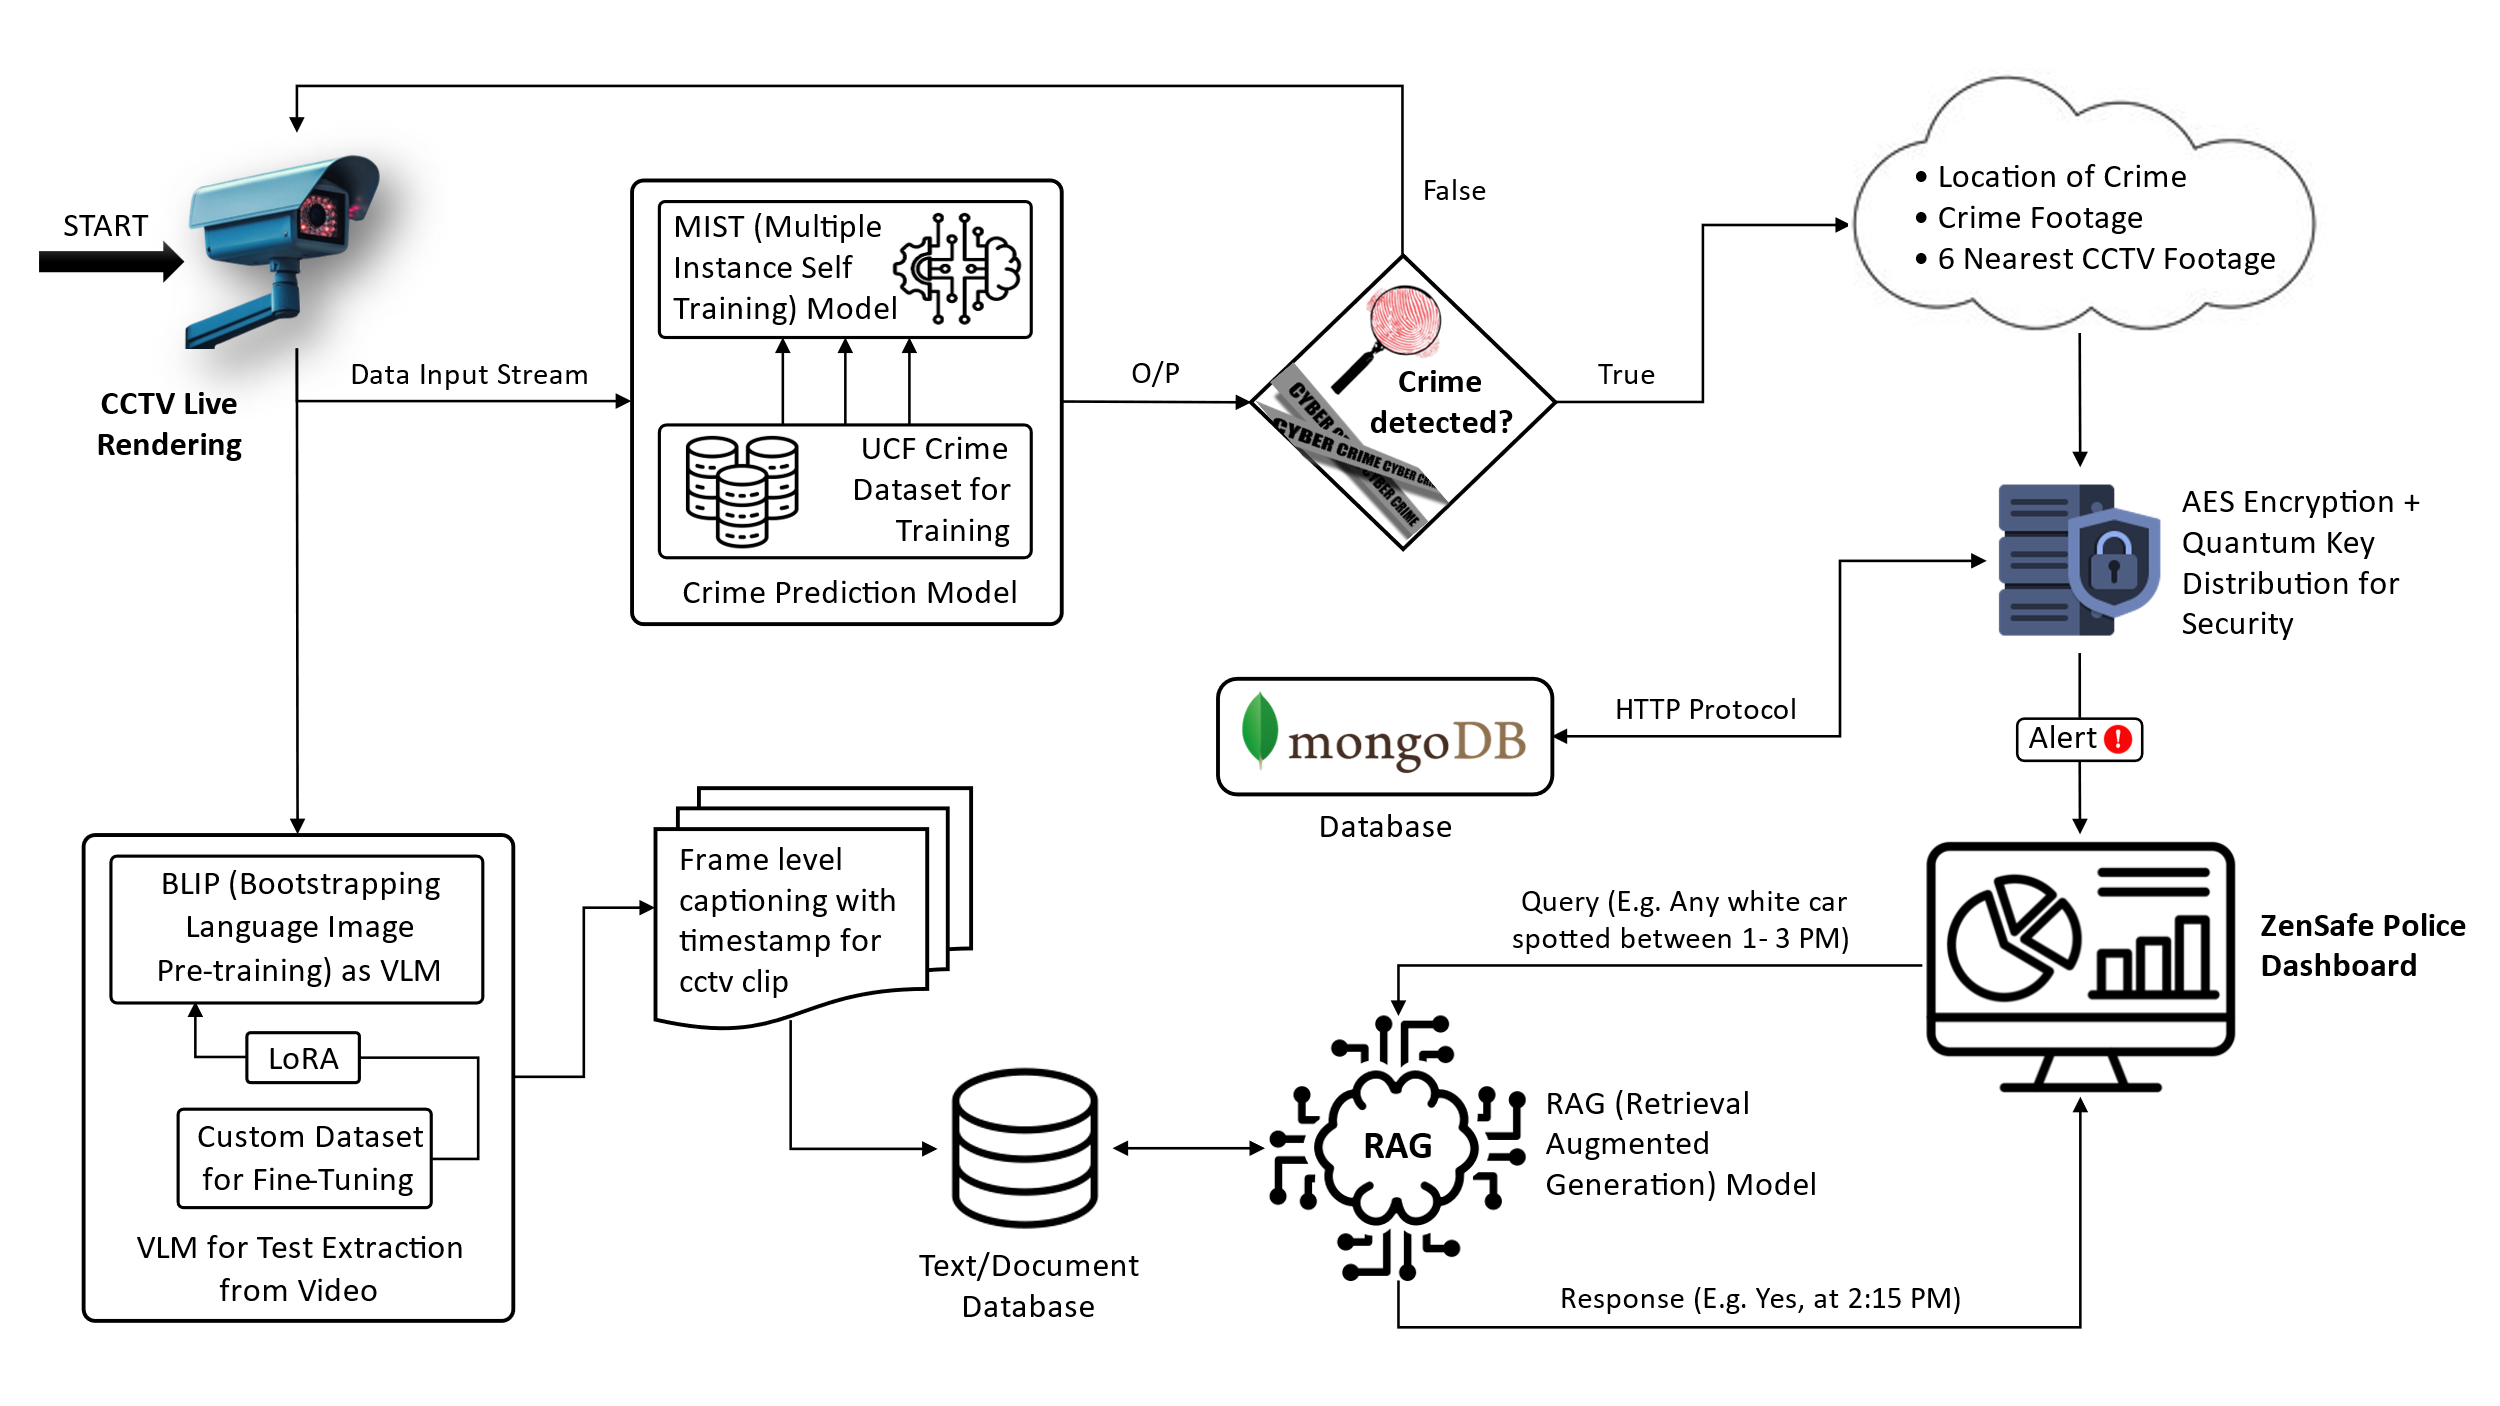 START
CCTV Live
Rendering
Data Input Stream
MIST (Multiple
Instance Self
Training) Model
UCF Crime
Dataset for
Training
Crime Prediction Model
O/P
False
Crime
detected?
CYBER CRIME CYBER
CYBER CRIME
True
• Location of Crime
• Crime Footage
• 6 Nearest CCTV Footage
AES Encryption +
Quantum Key
Distribution for
Security
HTTP Protocol
mongoDB
Database
Alert
ZenSafe Police
Dashboard
Query (E.g. Any white car
spotted between 1- 3 PM)
RAG
RAG (Retrieval
Augmented
Generation) Model
Response (E.g. Yes, at 2:15 PM)
BLIP (Bootstrapping
Language Image
Pre-training) as VLM
LoRA
Custom Dataset
for Fine-Tuning
VLM for Test Extraction
from Video
Frame level
captioning with
timestamp for
cctv clip
Text/Document
Database